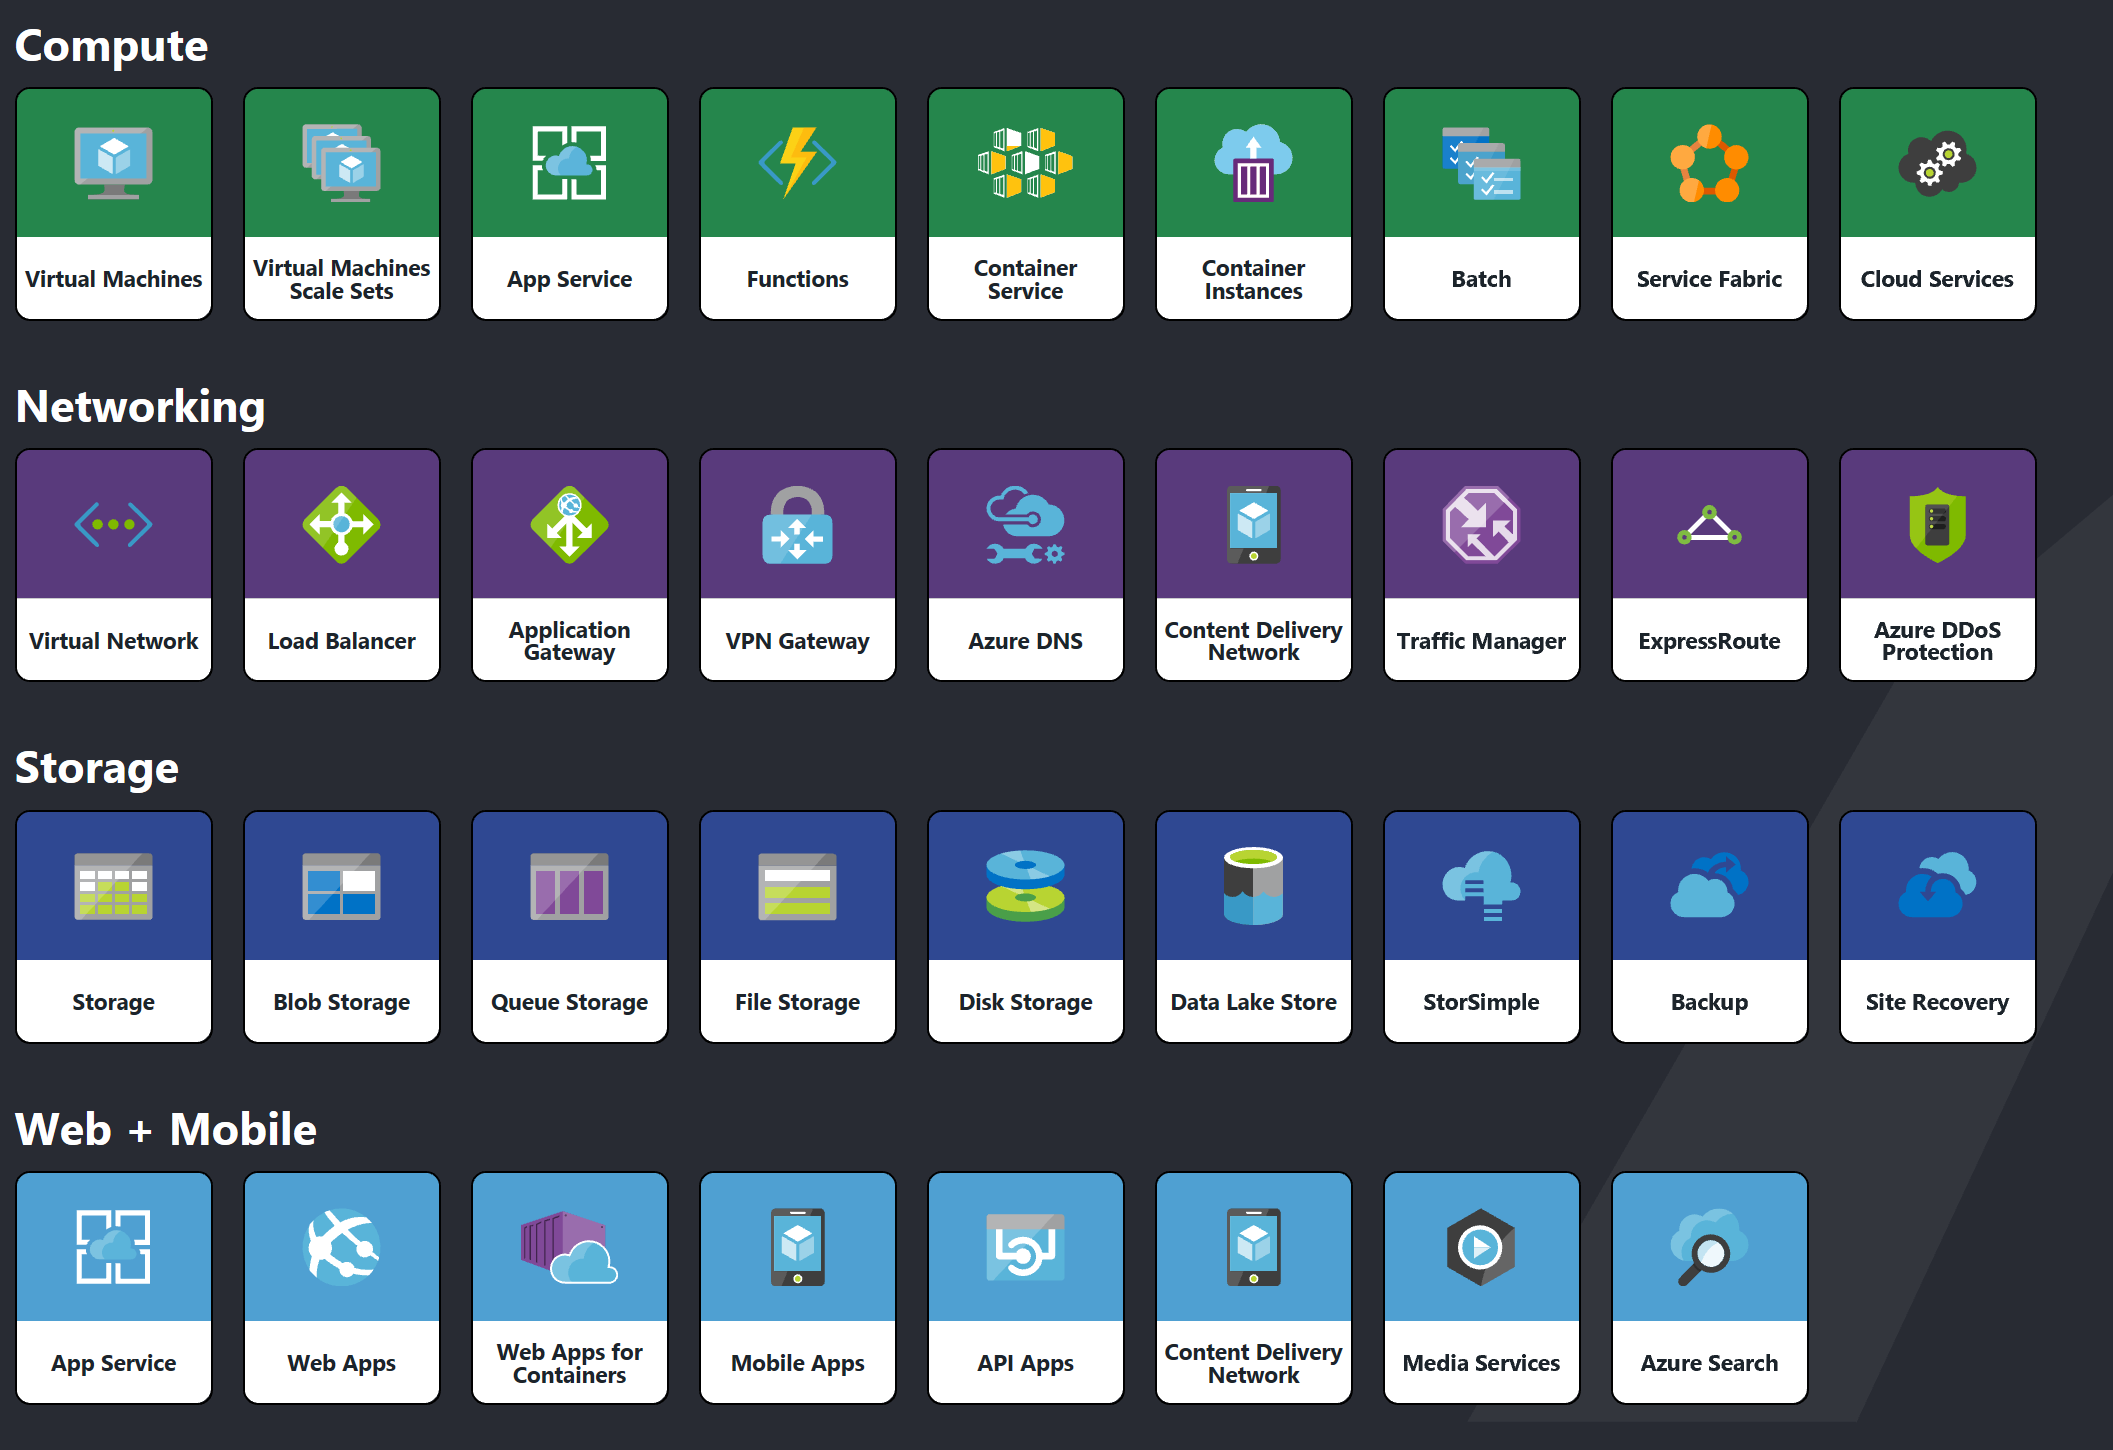 Compute
Virtual Machines
Virtual Machines
Scale Sets
App Service
Functions
Container
Service
Container
Instances
Batch
Service Fabric
Cloud Services
Networking
Virtual Network
Load Balancer
Application
Gateway
VPN Gateway
Azure DNS
Content Delivery
Network
Traffic Manager
ExpressRoute
Azure DDoS
Protection
Storage
Storage
Blob Storage
Queue Storage
File Storage
Disk Storage
Data Lake Store
StorSimple
Backup
Site Recovery
Web + Mobile
App Service
Web Apps
Web Apps for
Containers
Mobile Apps
API Apps
Content Delivery
Network
Media Services
Azure Search